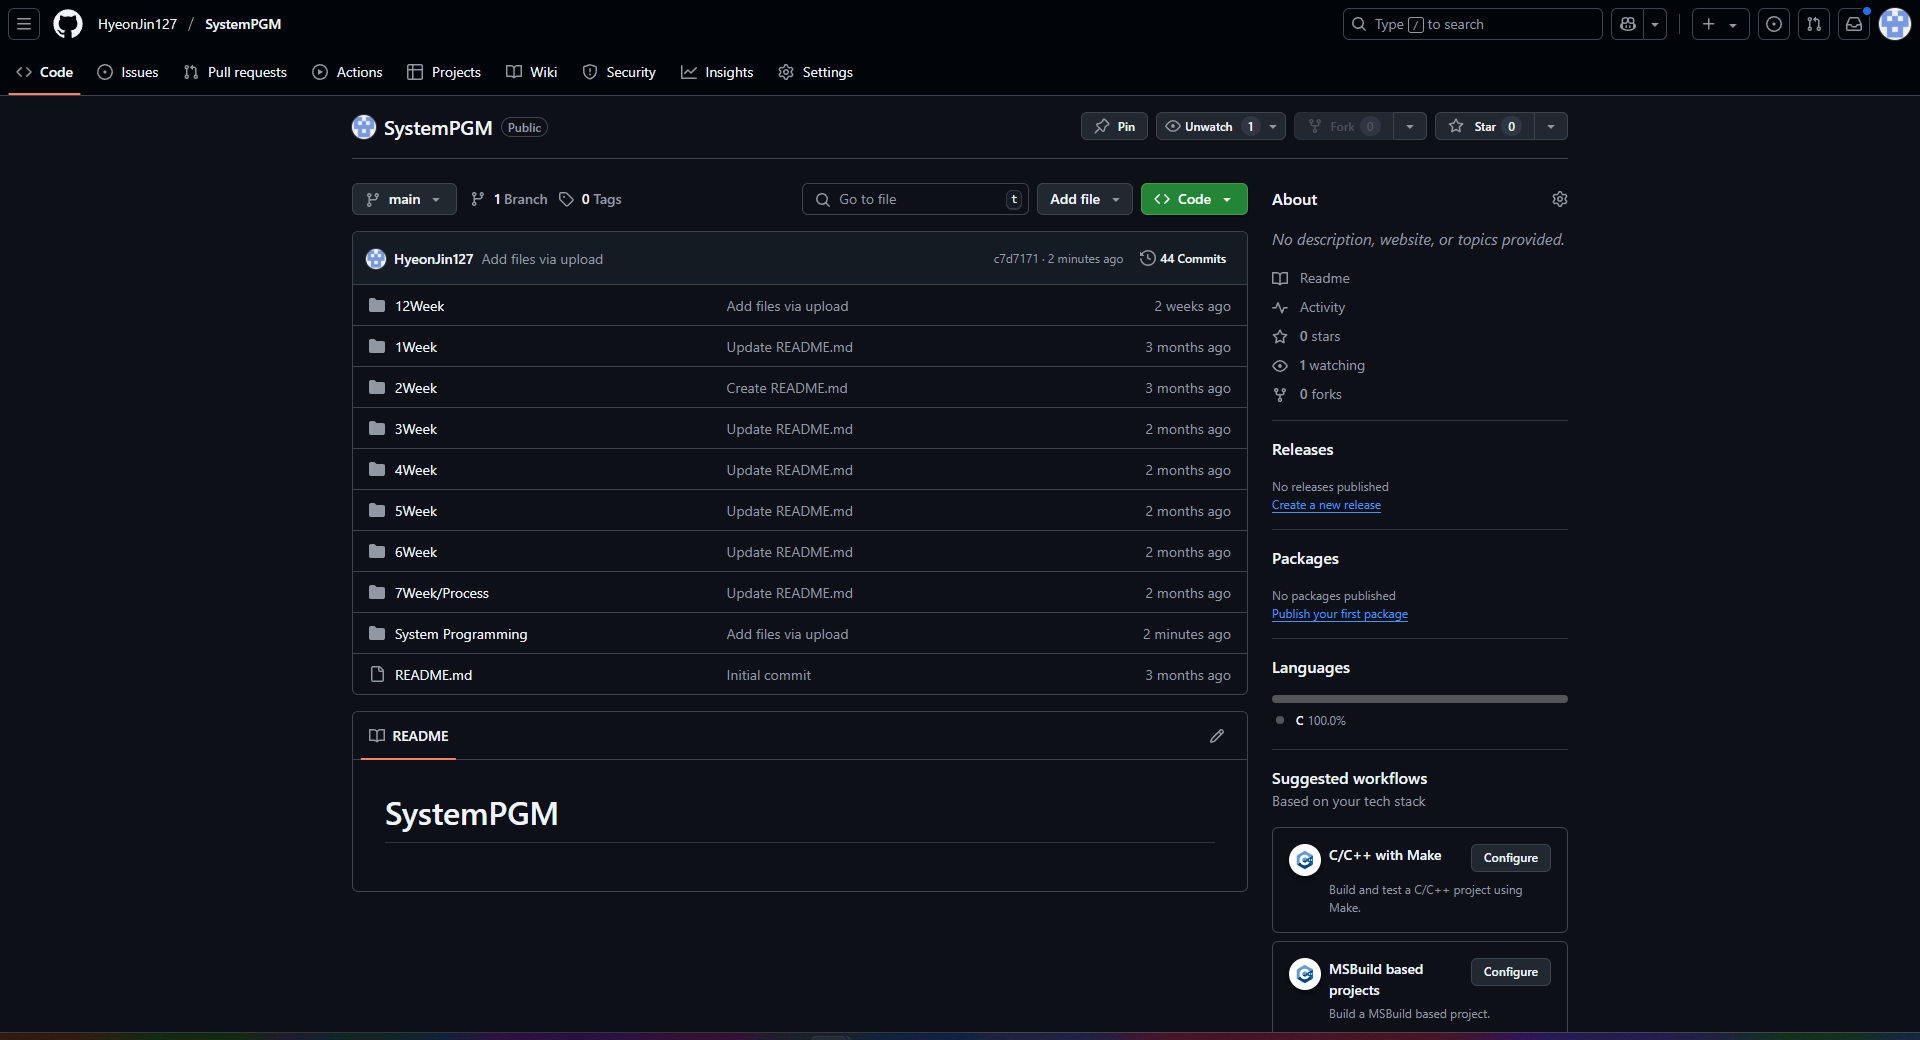 HyeonJin127 / SystemPGM
Type / to search
Code Issues Pull requests Actions Projects Wiki Security Insights Settings
SystemPGM Public
Pin Unwatch 1 Fork 0 Star 0
main 1 Branch 0 Tags Go to file t Add file Code
HyeonJin127 Add files via upload c7d7171 · 2 minutes ago 44 Commits
12Week Add files via upload 2 weeks ago
1Week Update README.md 3 months ago
2Week Create README.md 3 months ago
3Week Update README.md 2 months ago
4Week Update README.md 2 months ago
5Week Update README.md 2 months ago
6Week Update README.md 2 months ago
7Week/Process Update README.md 2 months ago
System Programming Add files via upload 2 minutes ago
README.md Initial commit 3 months ago
README
SystemPGM
About
No description, website, or topics provided.
Readme
Activity
0 stars
1 watching
0 forks
Releases
No releases published
Create a new release
Packages
No packages published
Publish your first package
Languages
C 100.0%
Suggested workflows
Based on your tech stack
C/C++ with Make Configure
Build and test a C/C++ project using
Make.
MSBuild based Configure
projects
Build a MSBuild based project.